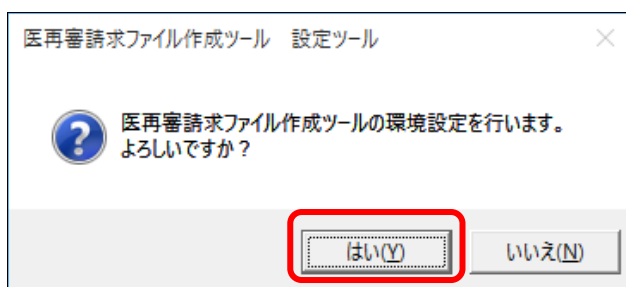 医再審請求ファイル作成ツール　設定ツール
医再審請求ファイル作成ツールの環境設定を行います。
よろしいですか？
はい(Y)
いいえ(N)